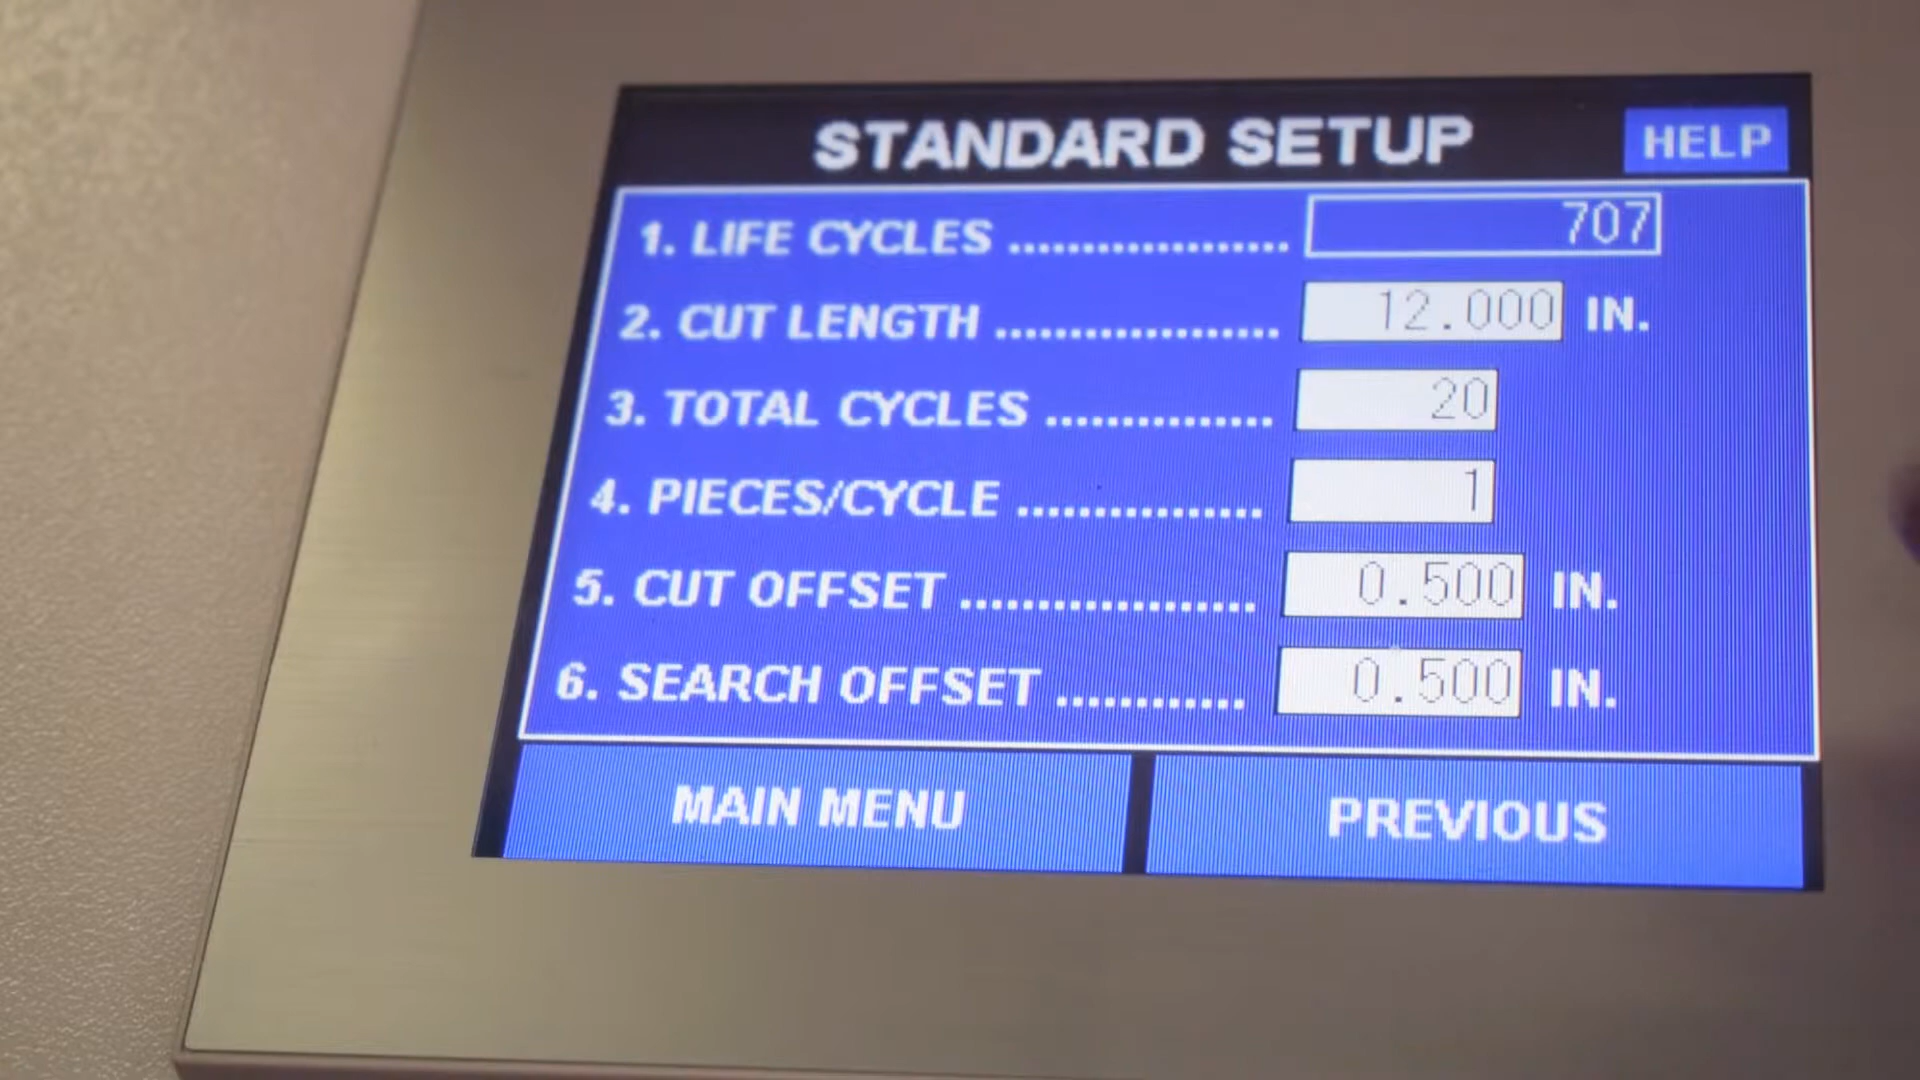 STANDARD SETUP HELP
1. LIFE CYCLES ................... 707
2. CUT LENGTH ................... 12.000 IN.
3. TOTAL CYCLES ............... 20
4. PIECES/CYCLE ................ 1
5. CUT OFFSET ................... 0.500 IN.
6. SEARCH OFFSET ............ 0.500 IN.
MAIN MENU PREVIOUS